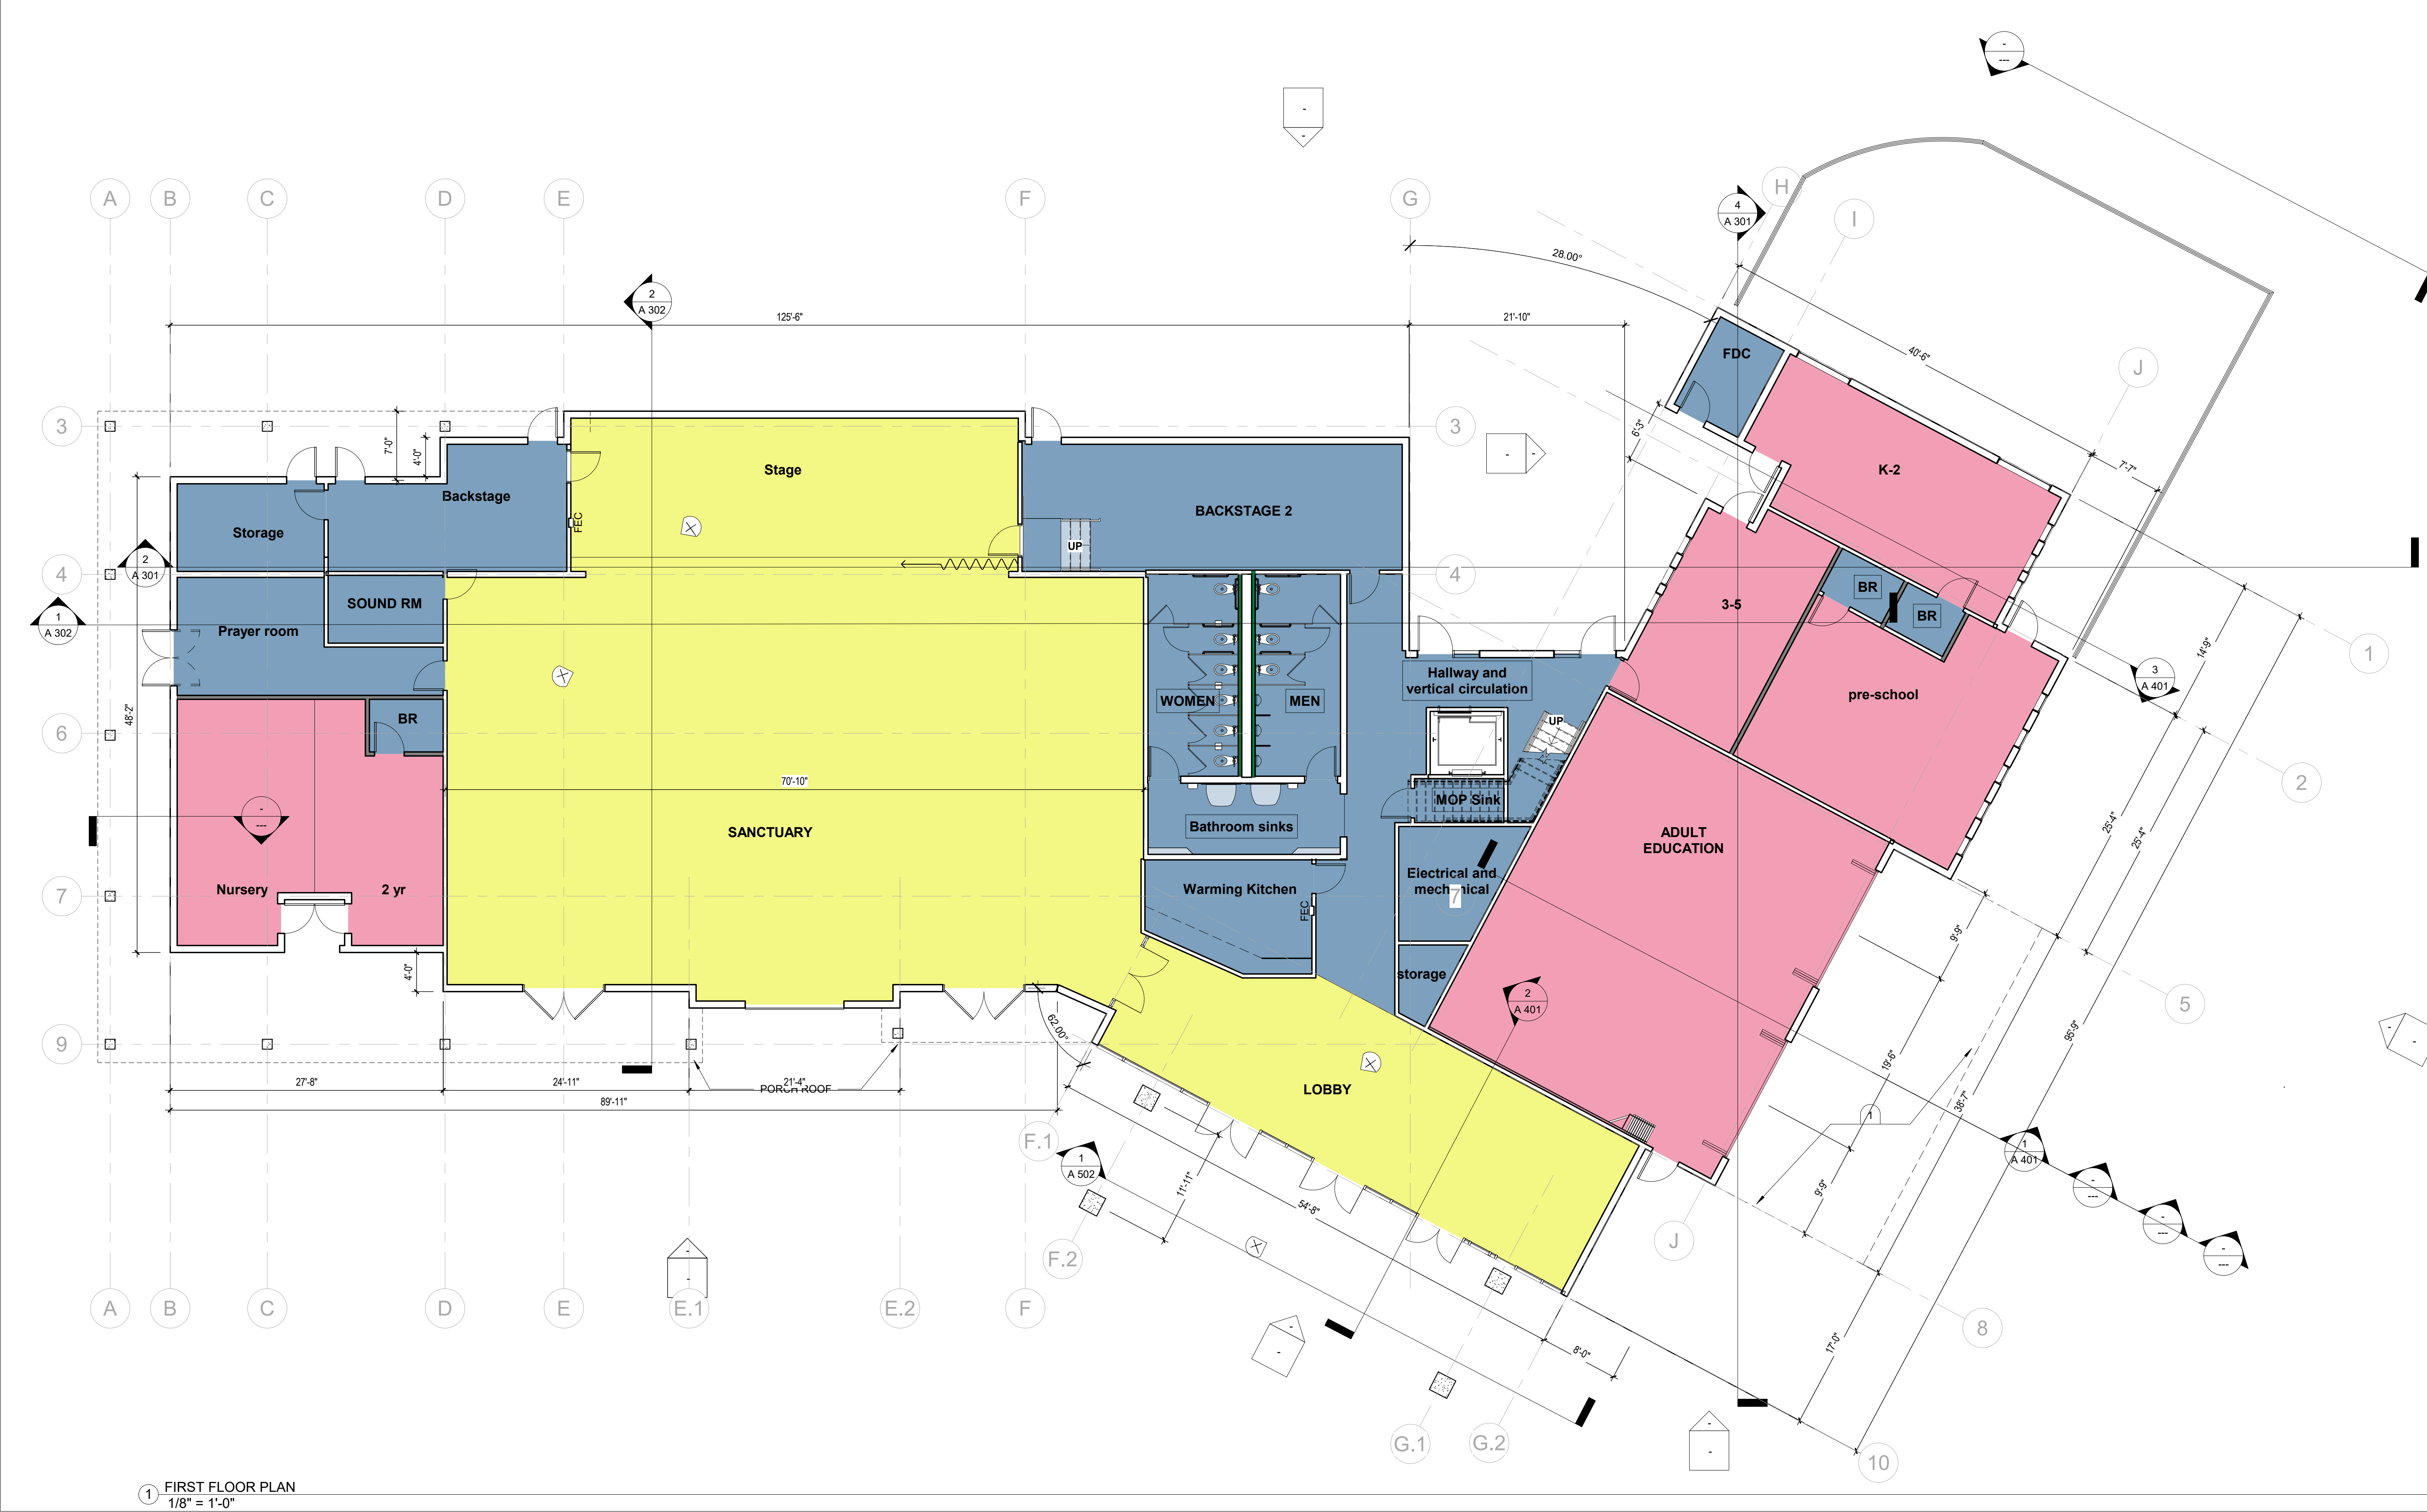 -
---
A
B
C
D
E
F
G
H
I
J
4
A 301
28.00°
2
A 302
125'-6"
21'-10"
FDC
40'-6"
3
7'-0"
4'-0"
Stage
3
6'-3"
K-2
7'-7"
Backstage
BACKSTAGE 2
FEC
Storage
UP
4
2
A 301
4
SOUND RM
3-5
BR
BR
1
A 302
Prayer room
14'-9"
1
Hallway and
vertical circulation
3
A 401
pre-school
WOMEN
MEN
48'-2"
BR
6
UP
70'-10"
2
MOP Sink
SANCTUARY
Bathroom sinks
ADULT
EDUCATION
25'-4"
25'-4"
-
---
Nursery
2 yr
Warming Kitchen
Electrical and
mechanical
7
7
FEC
9'-9"
4'-0"
storage
2
A 401
5
62.00°
95'-9"
9
19'-6"
27'-8"
24'-11"
21'-4"
PORCH ROOF
LOBBY
89'-11"
38'-7"
1
F.1
1
A 502
11'-11"
9'-9"
54'-8"
1
A 401
-
---
-
---
-
---
F.2
J
A
B
C
D
E
E.1
E.2
F
8'-0"
17'-0"
8
G.1
G.2
10
1
FIRST FLOOR PLAN
1/8" = 1'-0"